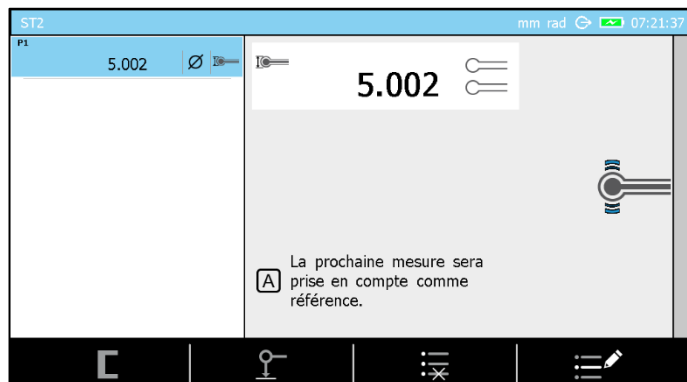 ST2
mm rad 07:21:37
P1
5.002 Ø
5.002
A
La prochaine mesure sera
prise en compte comme
référence.